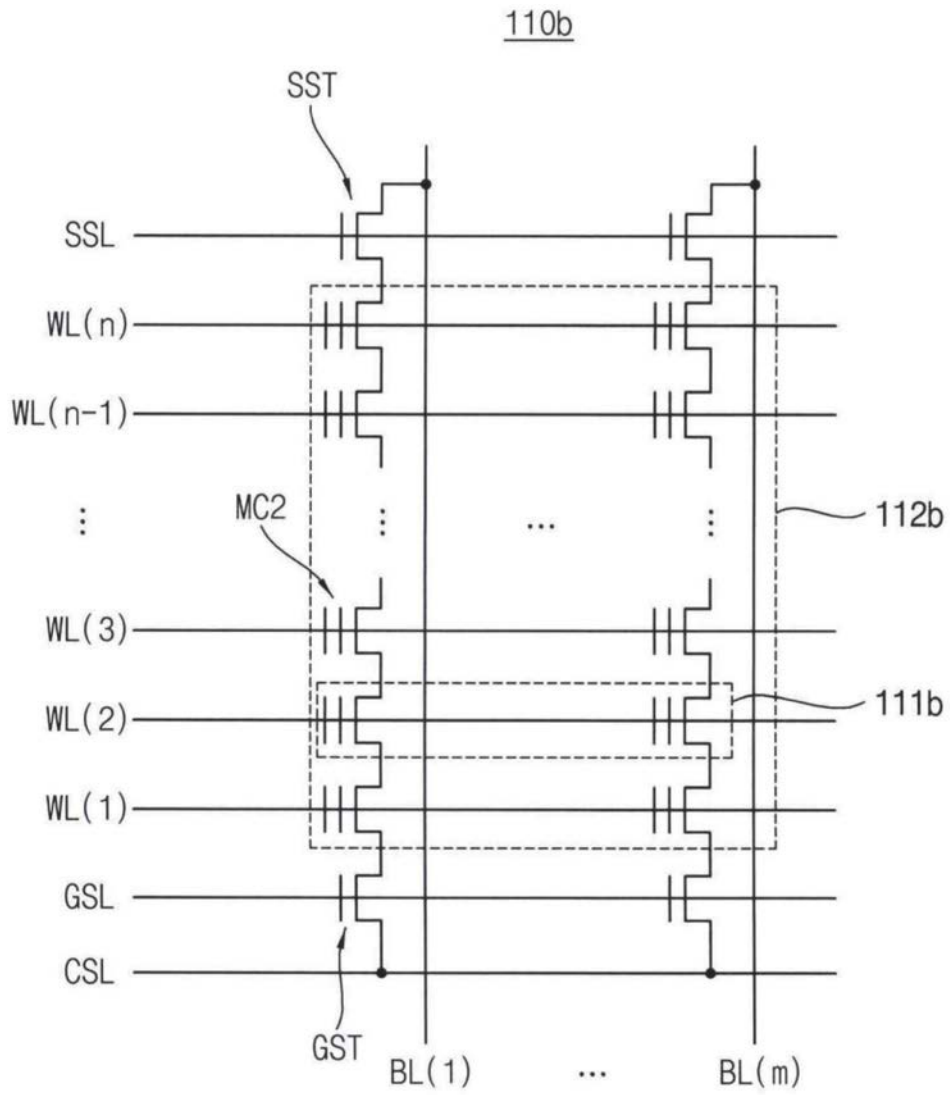 110b
SST
SSL
WL(n)
WL(n-1)
⋮ MC2 ⋮ ... ⋮ 112b
WL(3)
WL(2) 111b
WL(1)
GSL
CSL
GST
BL(1) ... BL(m)